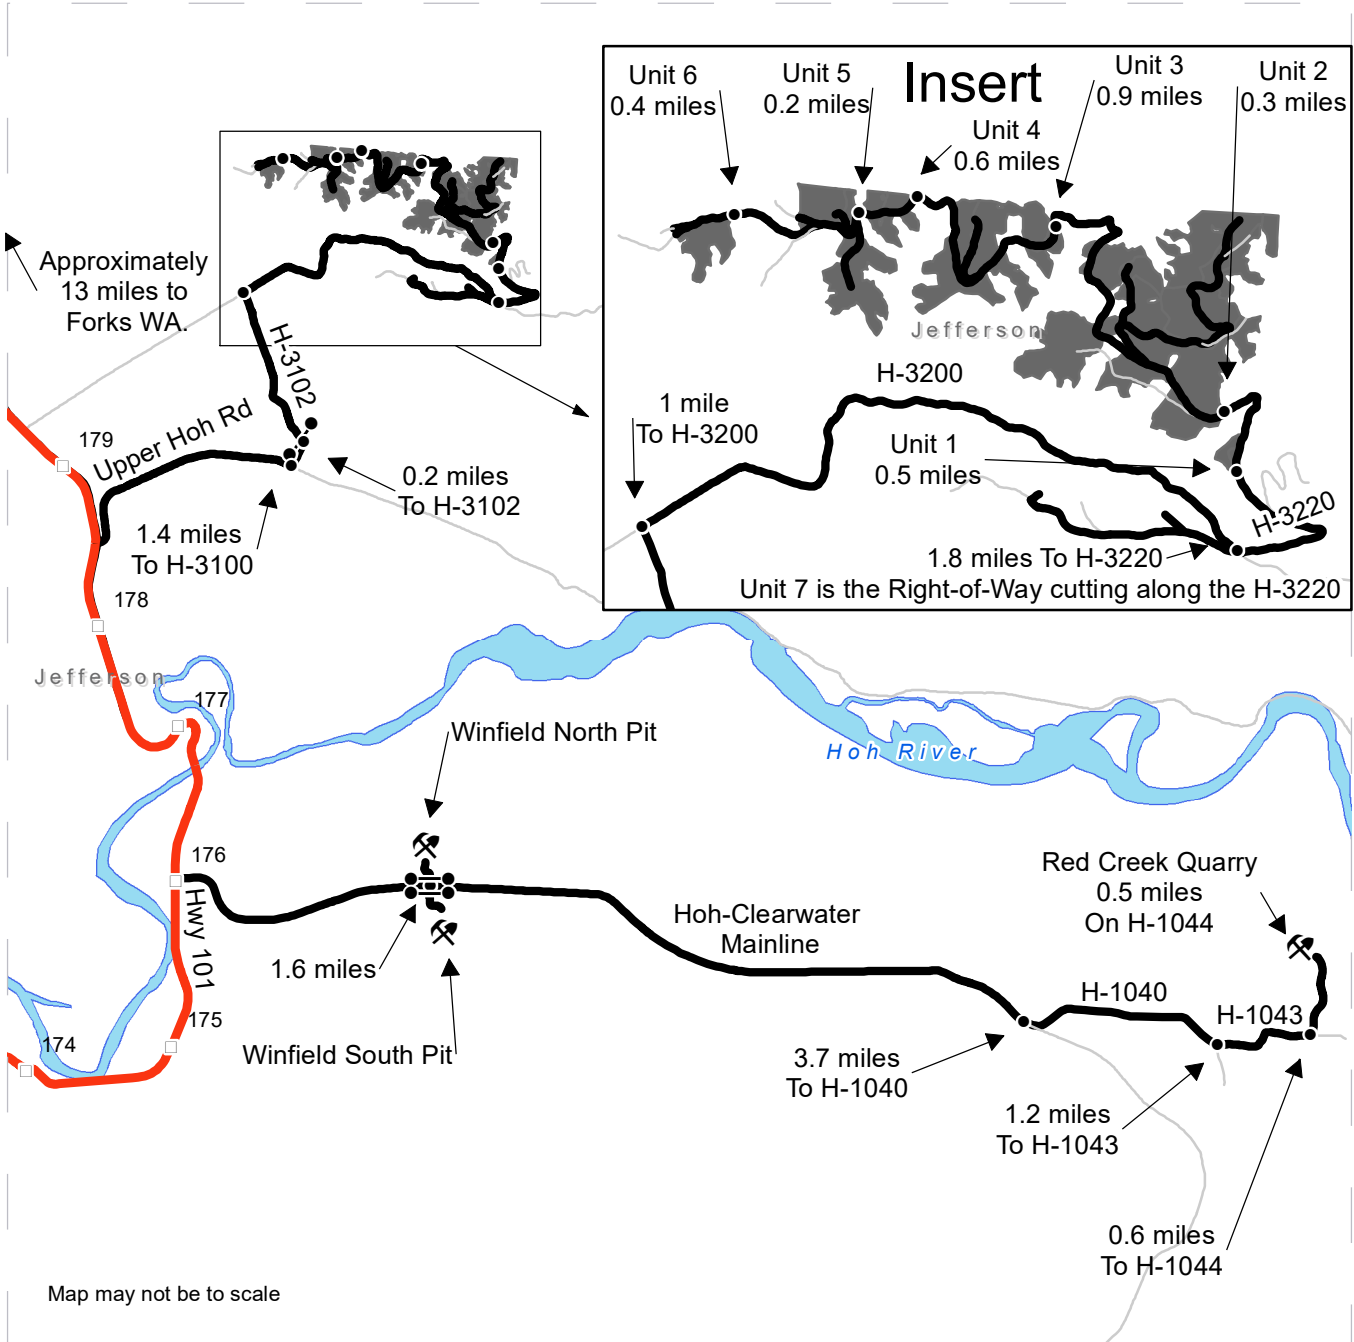 Insert
Unit 6
0.4 miles
Unit 5
0.2 miles
Unit 4
0.6 miles
Unit 3
0.9 miles
Unit 2
0.3 miles
Jefferson
H-3200
1 mile
To H-3200
Unit 1
0.5 miles
H-3220
1.8 miles To H-3220
Unit 7 is the Right-of-Way cutting along the H-3220
Approximately
13 miles to
Forks WA.
H-3102
179
Upper Hoh Rd
0.2 miles
To H-3102
1.4 miles
To H-3100
178
Jefferson
177
Winfield North Pit
Hoh River
176
Hwy 101
Red Creek Quarry
0.5 miles
On H-1044
Hoh-Clearwater
Mainline
1.6 miles
H-1040
H-1043
175
174
Winfield South Pit
3.7 miles
To H-1040
1.2 miles
To H-1043
0.6 miles
To H-1044
Map may not be to scale